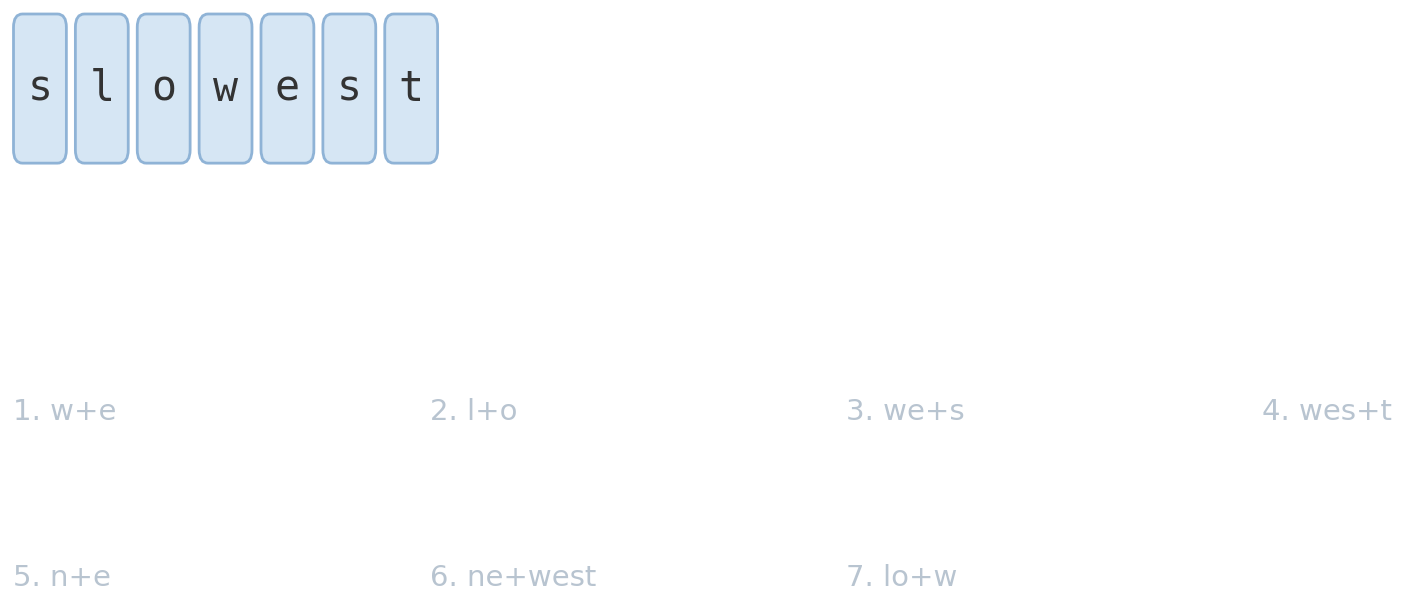 s l o w e s t
1. w+e 2. l+o 3. we+s 4. wes+t
5. n+e 6. ne+west 7. lo+w